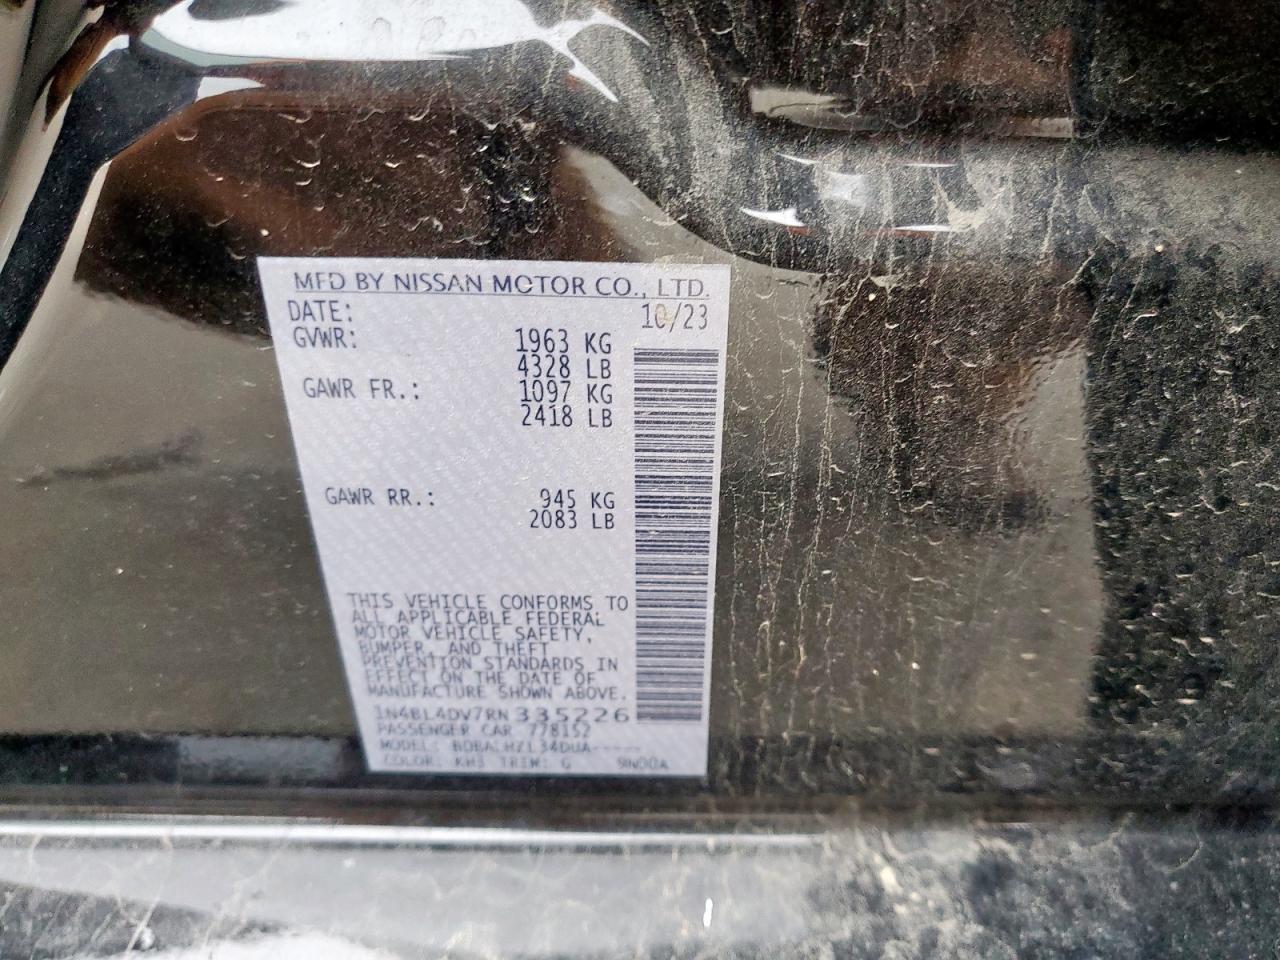 MFD BY NISSAN MOTOR CO., LTD.
DATE: 10/23
GVWR: 1963 KG
4328 LB
GAWR FR.: 1097 KG
2418 LB
GAWR RR.: 945 KG
2083 LB
THIS VEHICLE CONFORMS TO
ALL APPLICABLE FEDERAL
MOTOR VEHICLE SAFETY,
BUMPER, AND THEFT
PREVENTION STANDARDS IN
EFFECT ON THE DATE OF
MANUFACTURE SHOWN ABOVE.
1N4BL4DV7RN335226
PASSENGER CAR 778152
MODEL:
COLOR: KH3 TRIM: G 9N00A